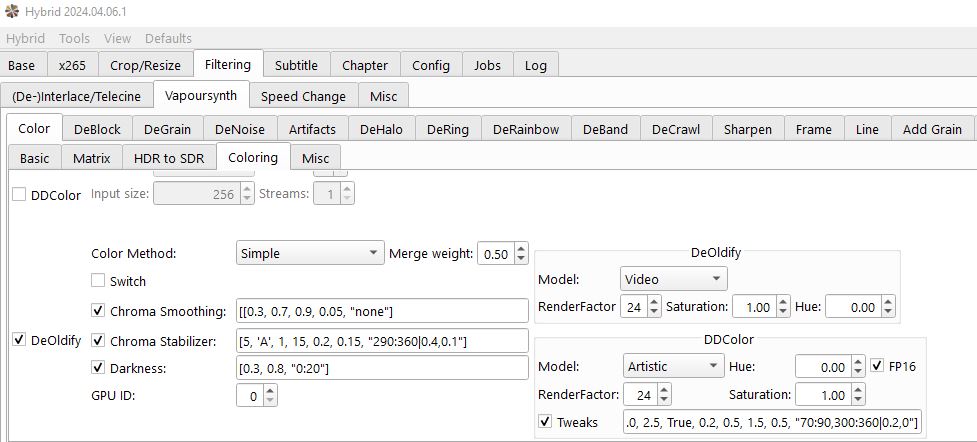 Hybrid 2024.04.06.1
Hybrid Tools View Defaults
Base x265 Crop/Resize Filtering Subtitle Chapter Config Jobs Log
(De-)Interlace/Telecine Vapoursynth Speed Change Misc
Color DeBlock DeGrain DeNoise Artifacts DeHalo DeRing DeRainbow DeBand DeCrawl Sharpen Frame Line Add Grain
Basic Matrix HDR to SDR Coloring Misc
DDColor Input size: 256 Streams: 1
Color Method: Simple Merge weight: 0.50
Switch
Chroma Smoothing: [[0.3, 0.7, 0.9, 0.05, "none"]
DeOldify Chroma Stabilizer: [5, 'A', 1, 15, 0.2, 0.15, "290:360|0.4,0.1"]
Darkness: [0.3, 0.8, "0:20"]
GPU ID: 0
DeOldify
Model: Video
RenderFactor 24 Saturation: 1.00 Hue: 0.00
DDColor
Model: Artistic Hue: 0.00 FP16
RenderFactor: 24 Saturation: 1.00
Tweaks .0, 2.5, True, 0.2, 0.5, 1.5, 0.5, "70:90,300:360|0.2,0"]